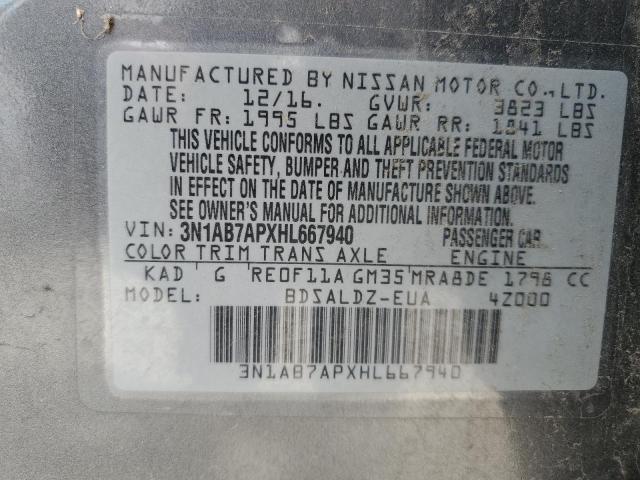 MANUFACTURED BY NISSAN MOTOR CO.,LTD.
DATE: 12/16. GVWR: 3823 LBS
GAWR FR: 1995 LBS GAWR RR: 1841 LBS
THIS VEHICLE CONFORMS TO ALL APPLICABLE FEDERAL MOTOR
VEHICLE SAFETY, BUMPER AND THEFT PREVENTION STANDARDS
IN EFFECT ON THE DATE OF MANUFACTURE SHOWN ABOVE.
SEE OWNER'S MANUAL FOR ADDITIONAL INFORMATION.
VIN: 3N1AB7APXHL667940 PASSENGER CAR
COLOR TRIM TRANS AXLE ENGINE
KAD G RE0F11A GM35 MRA8DE 1798 CC
MODEL: BDSALDZ-EUA 4Z000
3N1AB7APXHL667940